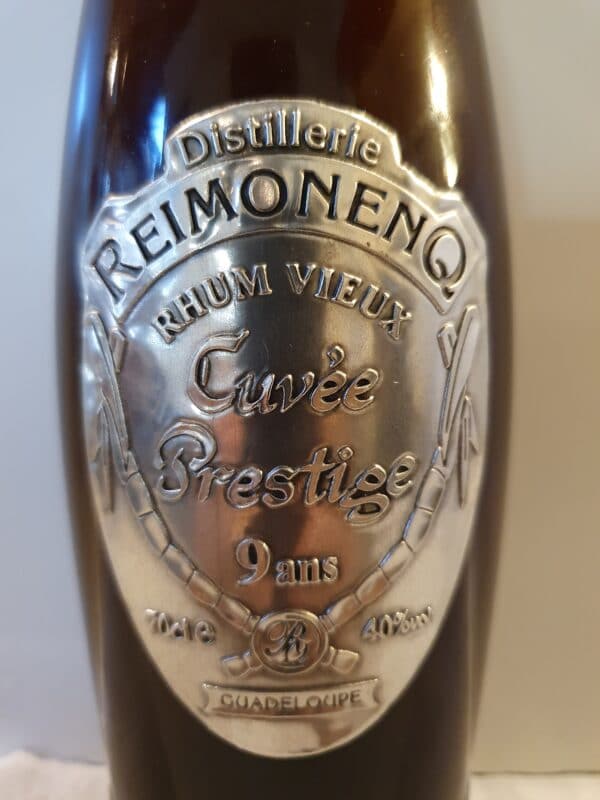 Distillerie
REIMONENQ
RHUM VIEUX
Cuvée
Prestige
9 ans
70cl e 40%vol
R
GUADELOUPE